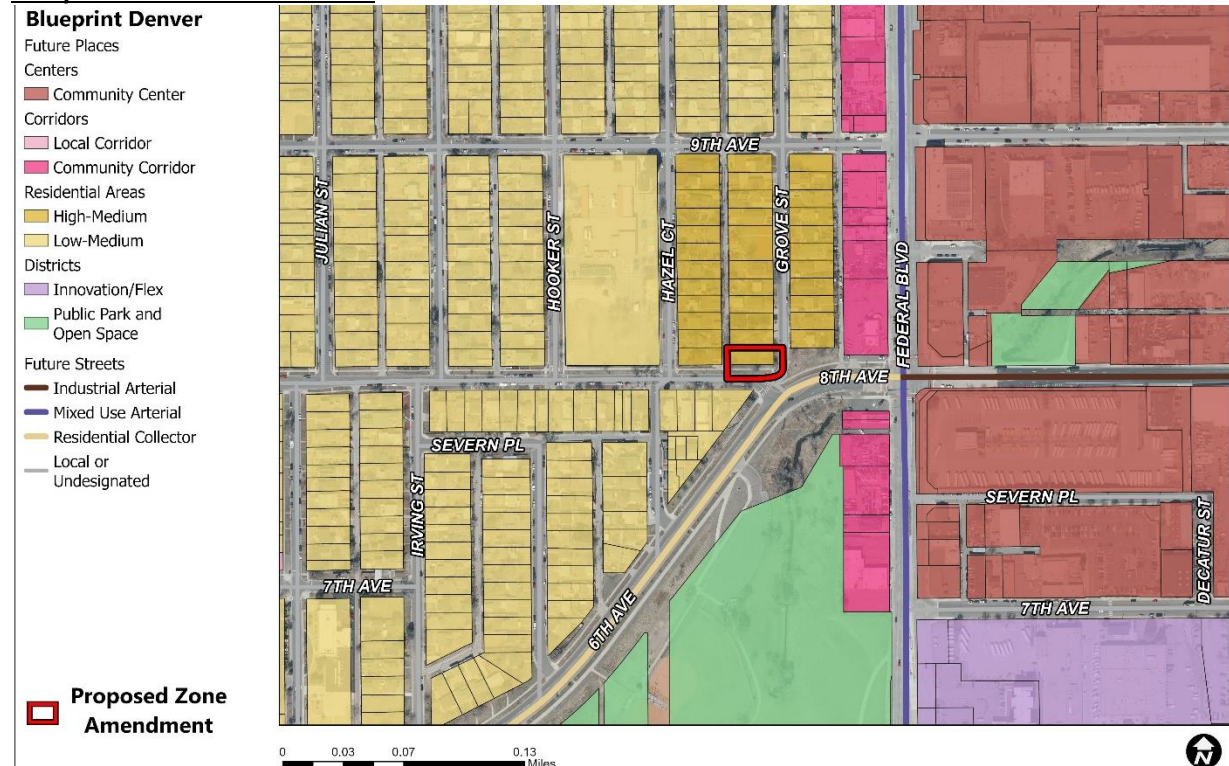 Blueprint Denver
Future Places
Centers
Community Center
Corridors
Local Corridor
Community Corridor
Residential Areas
High-Medium
Low-Medium
Districts
Innovation/Flex
Public Park and
Open Space
Future Streets
Industrial Arterial
Mixed Use Arterial
Residential Collector
Local or
Undesignated
Proposed Zone
Amendment
9TH AVE
JULIAN ST
HOOKER ST
HAZEL CT
GROVE ST
FEDERAL BLVD
8TH AVE
SEVERN PL
IRVING ST
SEVERN PL
DECATUR ST
7TH AVE
7TH AVE
6TH AVE
0 0.03 0.07 0.13
Miles
N